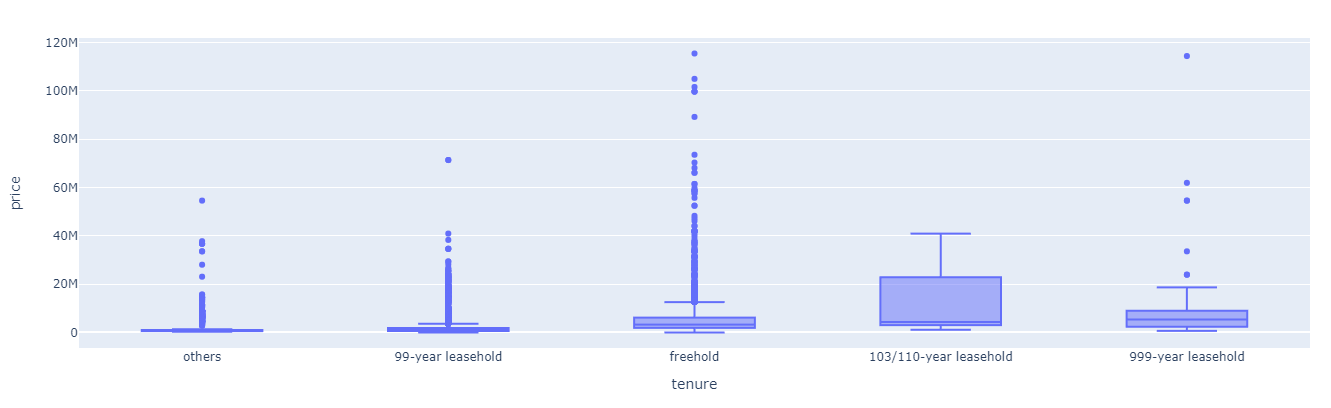 120M
100M
80M
60M
40M
20M
0
price
others
99-year leasehold
freehold
103/110-year leasehold
999-year leasehold
tenure